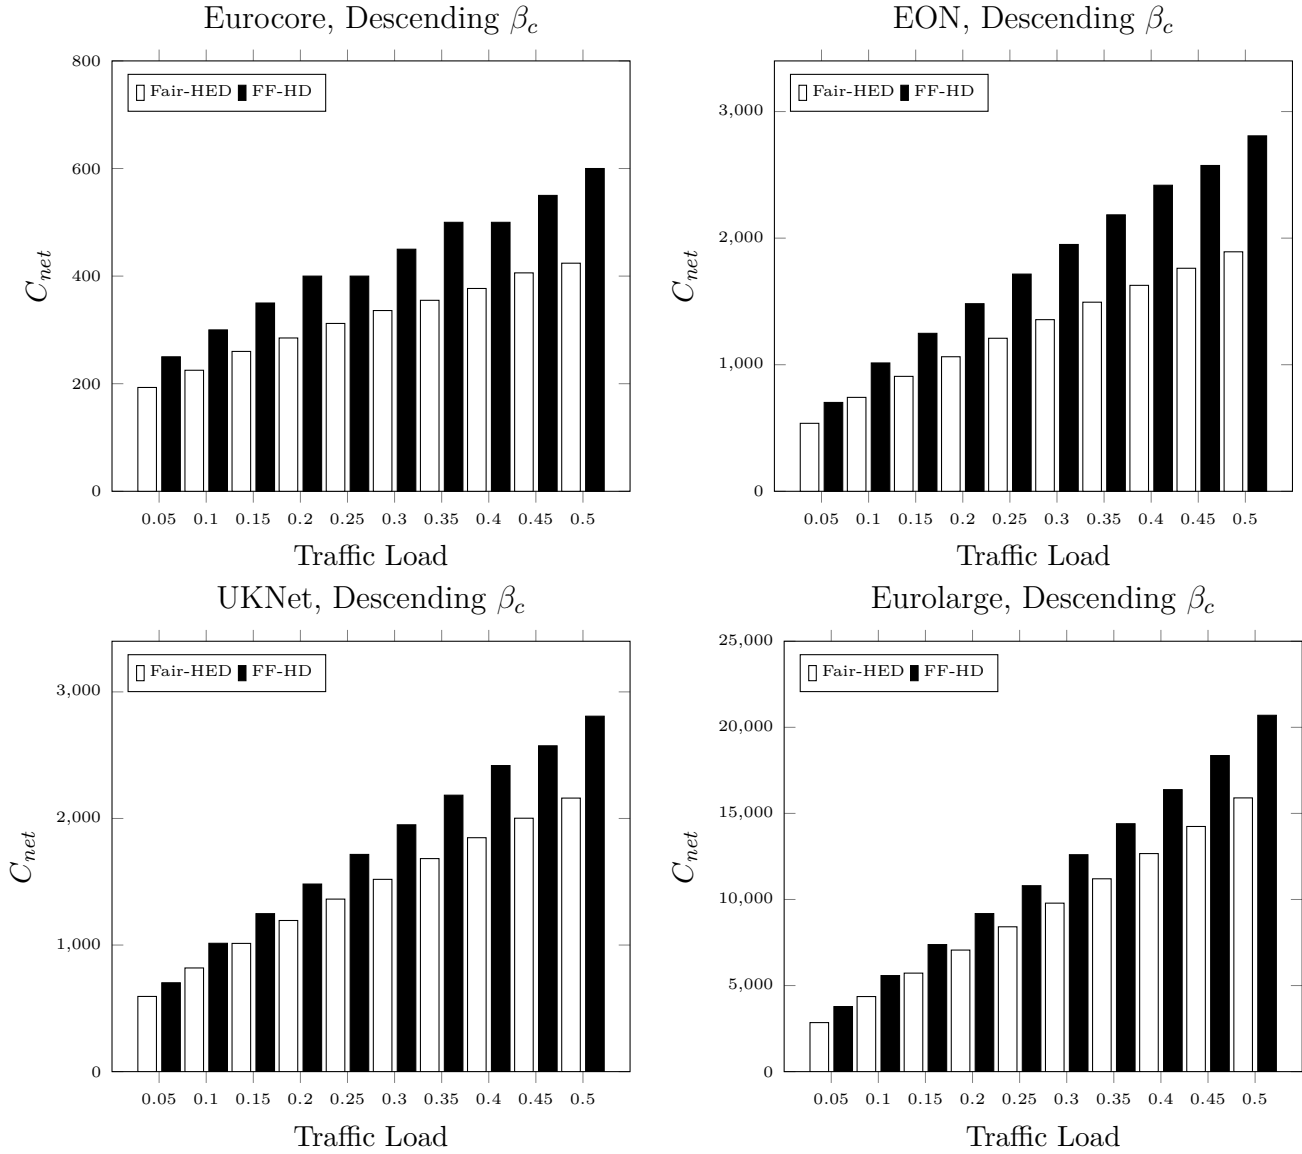 Eurocore, Descending βc
800
600
400
200
0
Cnet
Fair-HED FF-HD
0.05 0.1 0.15 0.2 0.25 0.3 0.35 0.4 0.45 0.5
Traffic Load
EON, Descending βc
3,000
2,000
1,000
0
Cnet
Fair-HED FF-HD
0.05 0.1 0.15 0.2 0.25 0.3 0.35 0.4 0.45 0.5
Traffic Load
UKNet, Descending βc
3,000
2,000
1,000
0
Cnet
Fair-HED FF-HD
0.05 0.1 0.15 0.2 0.25 0.3 0.35 0.4 0.45 0.5
Traffic Load
Eurolarge, Descending βc
25,000
20,000
15,000
10,000
5,000
0
Cnet
Fair-HED FF-HD
0.05 0.1 0.15 0.2 0.25 0.3 0.35 0.4 0.45 0.5
Traffic Load